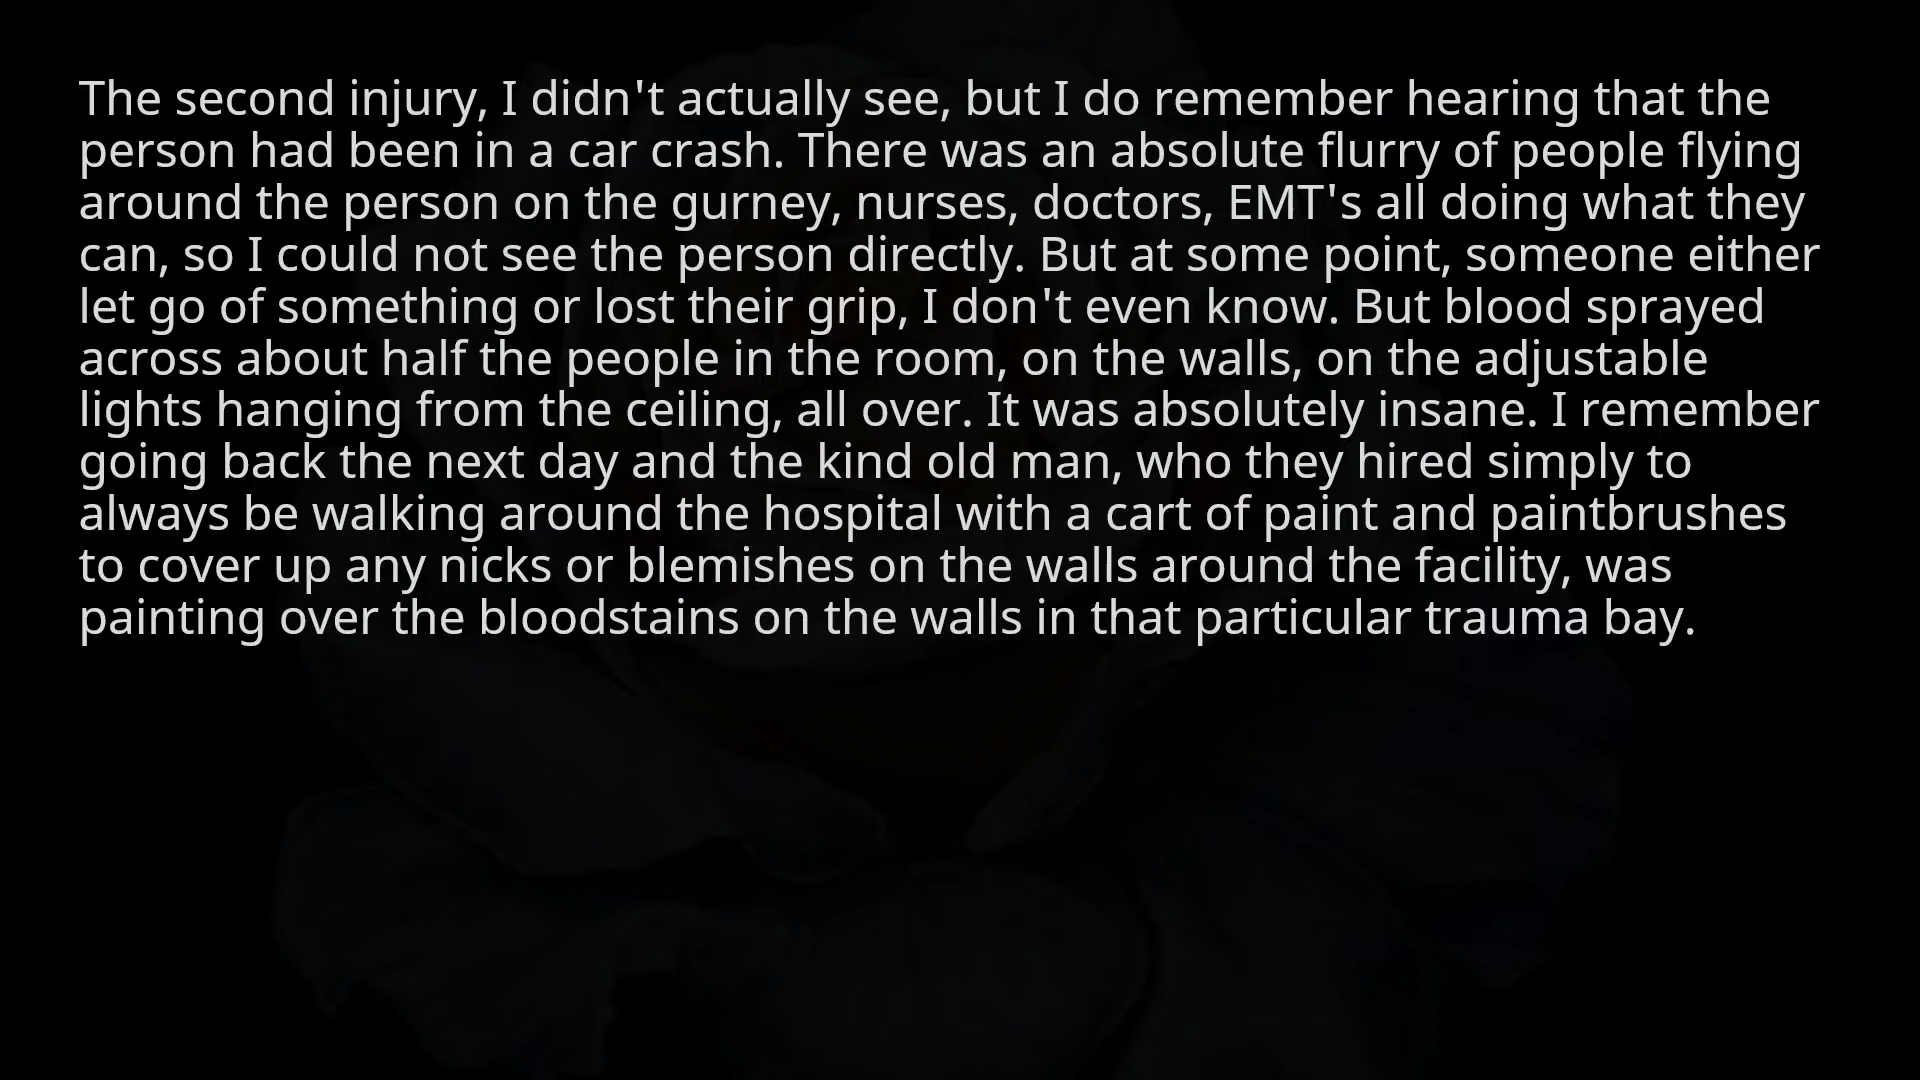 The second injury, I didn't actually see, but I do remember hearing that the
person had been in a car crash. There was an absolute flurry of people flying
around the person on the gurney, nurses, doctors, EMT's all doing what they
can, so I could not see the person directly. But at some point, someone either
let go of something or lost their grip, I don't even know. But blood sprayed
across about half the people in the room, on the walls, on the adjustable
lights hanging from the ceiling, all over. It was absolutely insane. I remember
going back the next day and the kind old man, who they hired simply to
always be walking around the hospital with a cart of paint and paintbrushes
to cover up any nicks or blemishes on the walls around the facility, was
painting over the bloodstains on the walls in that particular trauma bay.